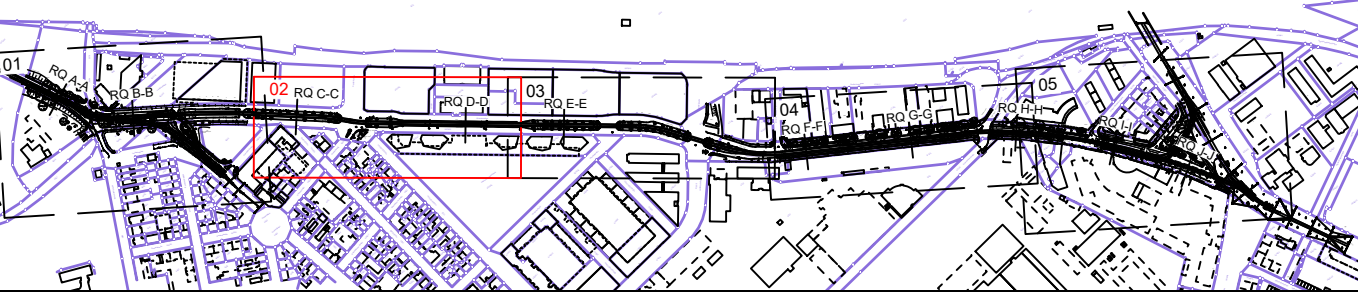 01
RQ A-A
RQ B-B
02
RQ C-C
RQ D-D
03
RQ E-E
04
RQ F-F
RQ G-G
RQ H-H
05
RQ I-I
RQ J-J